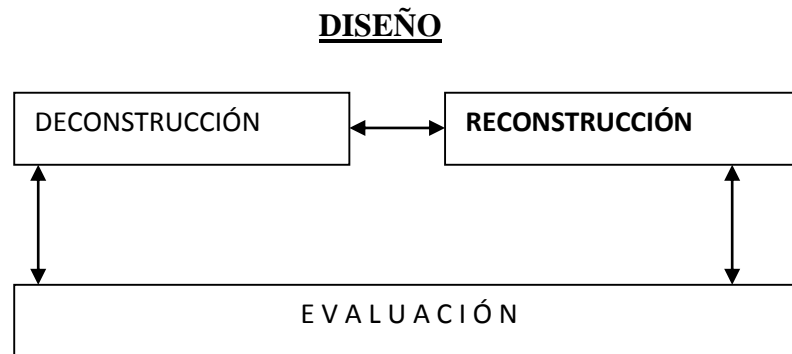 DISEÑO
DECONSTRUCCIÓN
RECONSTRUCCIÓN
E V A L U A C I Ó N